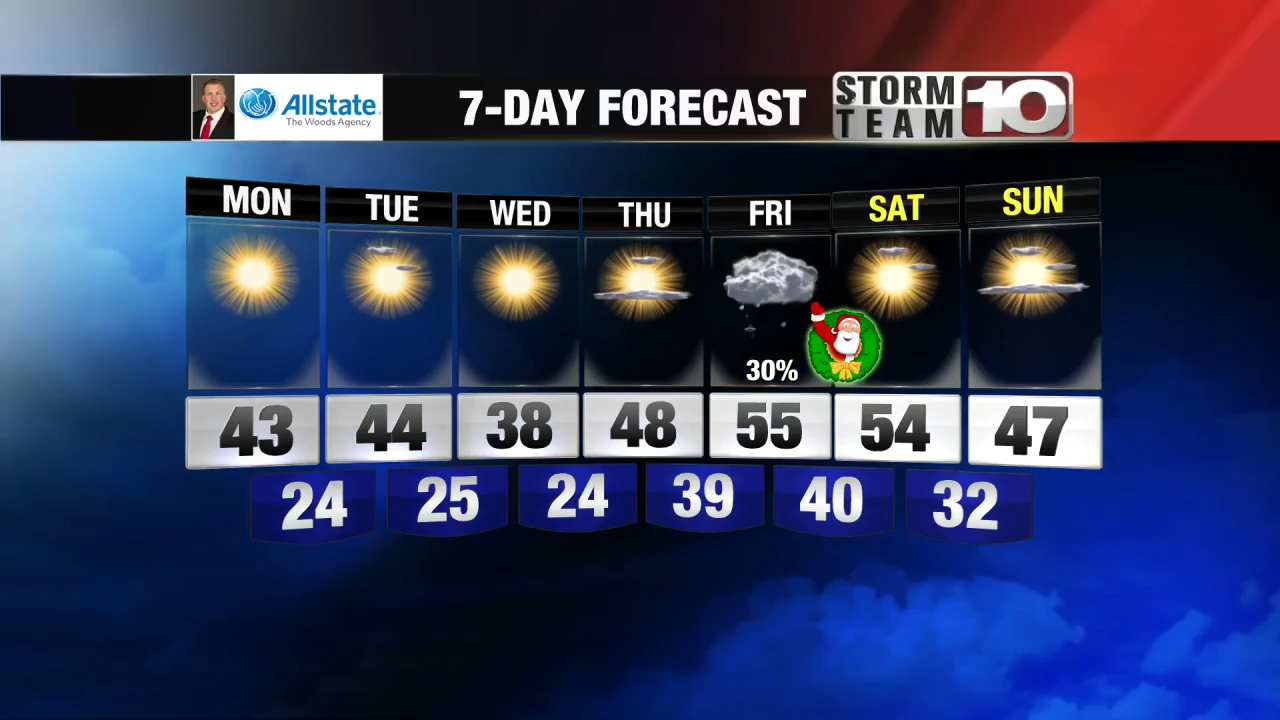 Allstate.
The Woods Agency
7-DAY FORECAST
STORM
TEAM
10
MON TUE WED THU FRI SAT SUN
30%
43 44 38 48 55 54 47
24 25 24 39 40 32